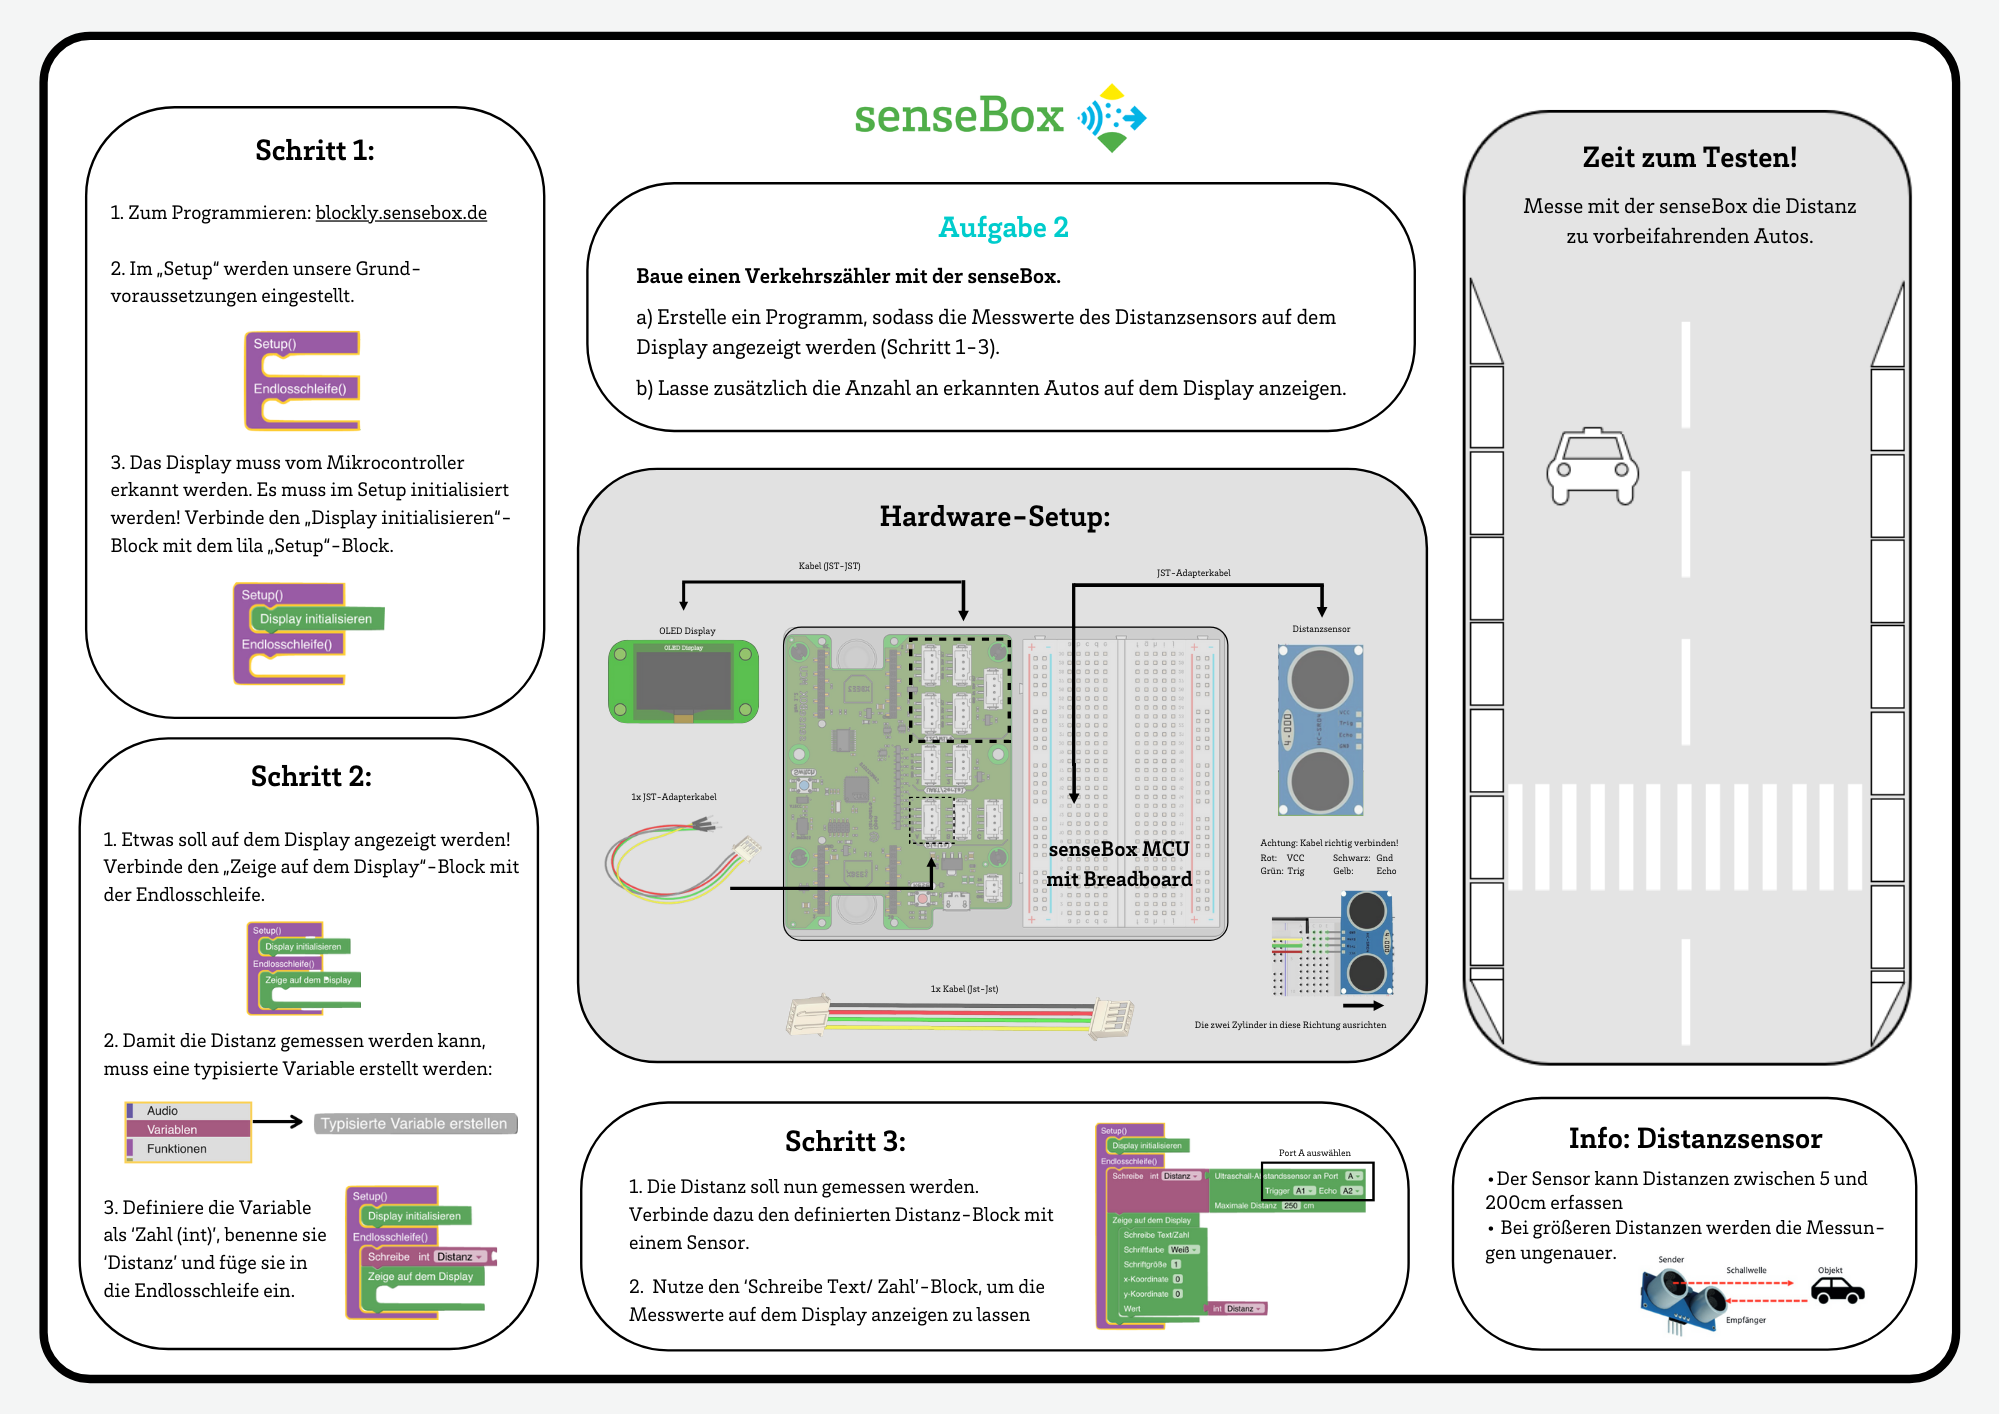 senseBox
Schritt 1:
1. Zum Programmieren: blockly.sensebox.de
2. Im „Setup“ werden unsere Grund-
voraussetzungen eingestellt.
Setup()
Endlosschleife()
3. Das Display muss vom Mikrocontroller
erkannt werden. Es muss im Setup initialisiert
werden! Verbinde den „Display initialisieren“-
Block mit dem lila „Setup“-Block.
Setup()
Display initialisieren
Endlosschleife()
Schritt 2:
1. Etwas soll auf dem Display angezeigt werden!
Verbinde den „Zeige auf dem Display“-Block mit
der Endlosschleife.
Setup()
Display initialisieren
Endlosschleife()
Zeige auf dem Display
2. Damit die Distanz gemessen werden kann,
muss eine typisierte Variable erstellt werden:
Audio
Variablen
Funktionen
Typisierte Variable erstellen
3. Definiere die Variable
als ‘Zahl (int)’, benenne sie
‘Distanz’ und füge sie in
die Endlosschleife ein.
Setup()
Display initialisieren
Endlosschleife()
Schreibe int Distanz
Zeige auf dem Display
Aufgabe 2
Baue einen Verkehrszähler mit der senseBox.
a) Erstelle ein Programm, sodass die Messwerte des Distanzsensors auf dem
Display angezeigt werden (Schritt 1-3).
b) Lasse zusätzlich die Anzahl an erkannten Autos auf dem Display anzeigen.
Hardware-Setup:
Kabel (JST-JST)
JST-Adapterkabel
OLED Display
OLED Display
Distanzsensor
Vcc
Trig
Echo
GND
HC-SR04
4.000
1x JST-Adapterkabel
senseBox MCU
mit Breadboard
Achtung: Kabel richtig verbinden!
Rot: VCC Schwarz: Gnd
Grün: Trig Gelb: Echo
1x Kabel (Jst-Jst)
Die zwei Zylinder in diese Richtung ausrichten
Schritt 3:
1. Die Distanz soll nun gemessen werden.
Verbinde dazu den definierten Distanz-Block mit
einem Sensor.
2. Nutze den ‘Schreibe Text/ Zahl’-Block, um die
Messwerte auf dem Display anzeigen zu lassen
Port A auswählen
Setup()
Display initialisieren
Endlosschleife()
Schreibe int Distanz Ultraschall-Abstandssensor an Port A
Trigger A1 Echo A2
Maximale Distanz 250 cm
Zeige auf dem Display
Schreibe Text/Zahl
Schriftfarbe Weiß
Schriftgröße 1
x-Koordinate 0
y-Koordinate 0
Wert int Distanz
Zeit zum Testen!
Messe mit der senseBox die Distanz
zu vorbeifahrenden Autos.
Info: Distanzsensor
• Der Sensor kann Distanzen zwischen 5 und
200cm erfassen
• Bei größeren Distanzen werden die Messun-
gen ungenauer.
Sender
Schallwelle
Objekt
Empfänger